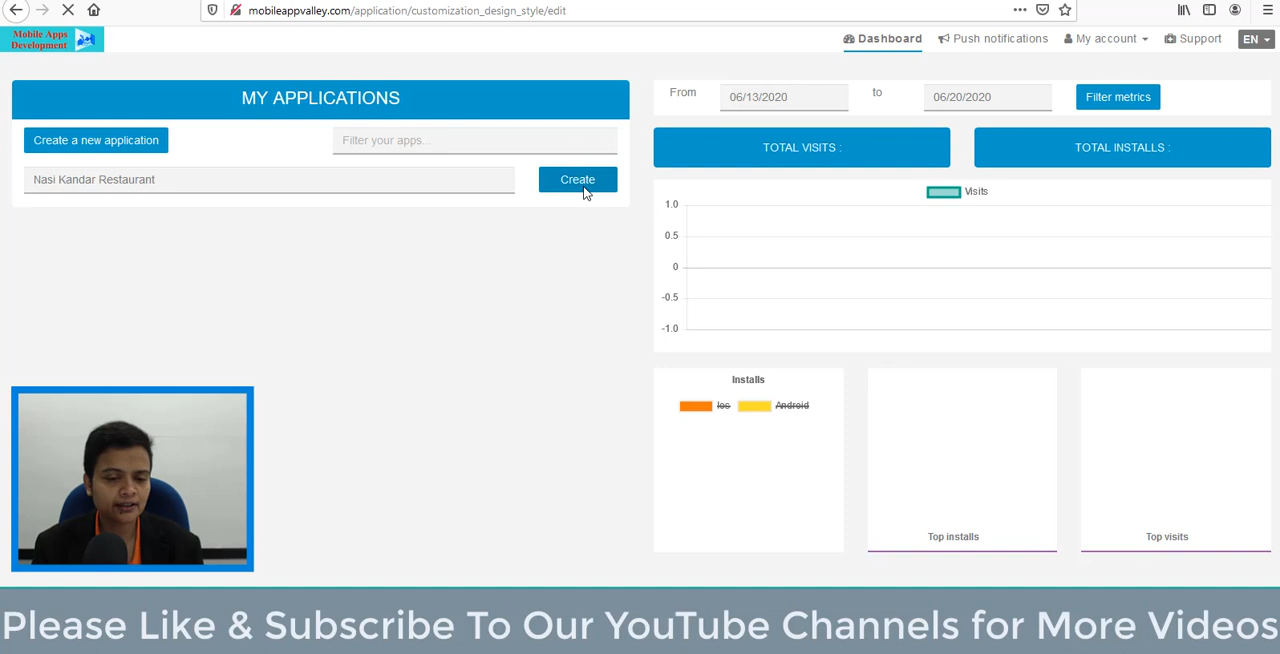 mobileappvalley.com/application/customization_design_style/edit
Mobile Apps
Development
Dashboard
Push notifications
My account
Support
EN
MY APPLICATIONS
From
06/13/2020
to
06/20/2020
Filter metrics
Create a new application
Filter your apps...
TOTAL VISITS :
TOTAL INSTALLS :
Nasi Kandar Restaurant
Create
Visits
1.0
0.5
0
-0.5
-1.0
Installs
Ios
Android
Top installs
Top visits
Please Like & Subscribe To Our YouTube Channels for More Videos